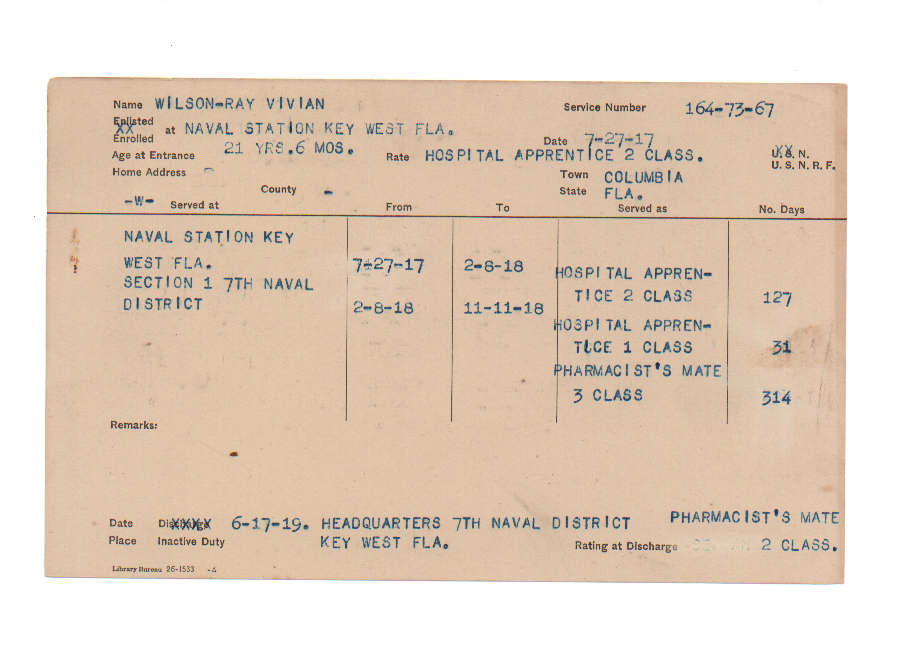 Name WILSON-RAY VIVIAN Service Number 164-73-67
Enlisted
XX at NAVAL STATION KEY WEST FLA.
Enrolled Date 7-27-17
Age at Entrance 21 YRS.6 MOS. Rate HOSPITAL APPRENTICE 2 CLASS. U.S.N.
U.S.N.R.F.
Home Address - Town COLUMBIA
County - State FLA.
-W- Served at From To Served as No. Days
NAVAL STATION KEY
WEST FLA. 7-27-17 2-8-18 HOSPITAL APPREN-
SECTION 1 7TH NAVAL TICE 2 CLASS 127
DISTRICT 2-8-18 11-11-18
HOSPITAL APPREN-
TICE 1 CLASS 31
PHARMACIST'S MATE
3 CLASS 314
Remarks:
Date Discharge XXXX 6-17-19. HEADQUARTERS 7TH NAVAL DISTRICT PHARMACIST'S MATE
Place Inactive Duty KEY WEST FLA. Rating at Discharge 2 CLASS.
Library Bureau 26-1533